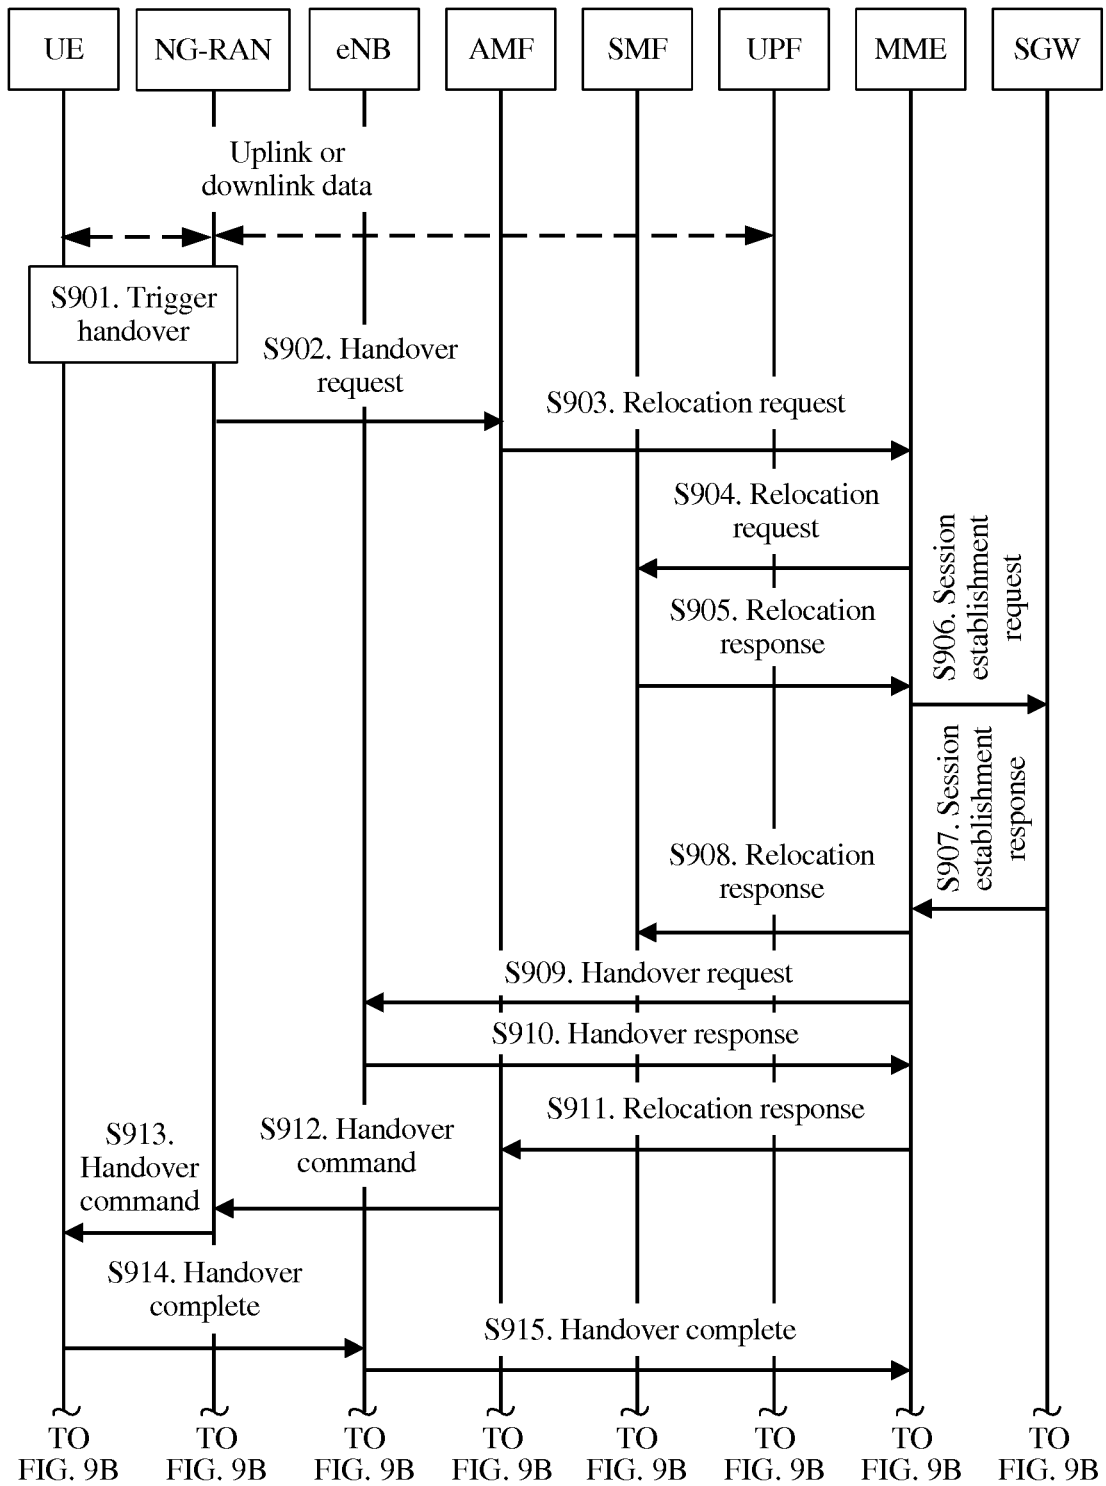 UE NG-RAN eNB AMF SMF UPF MME SGW
Uplink or
downlink data
S901. Trigger
handover
S902. Handover
request
S903. Relocation request
S904. Relocation
request
S905. Relocation
response
S906. Session
establishment
request
S907. Session
establishment
response
S908. Relocation
response
S909. Handover request
S910. Handover response
S911. Relocation response
S912. Handover
command
S913.
Handover
command
S914. Handover
complete
S915. Handover complete
TO TO TO TO TO TO TO TO
FIG. 9B FIG. 9B FIG. 9B FIG. 9B FIG. 9B FIG. 9B FIG. 9B FIG. 9B